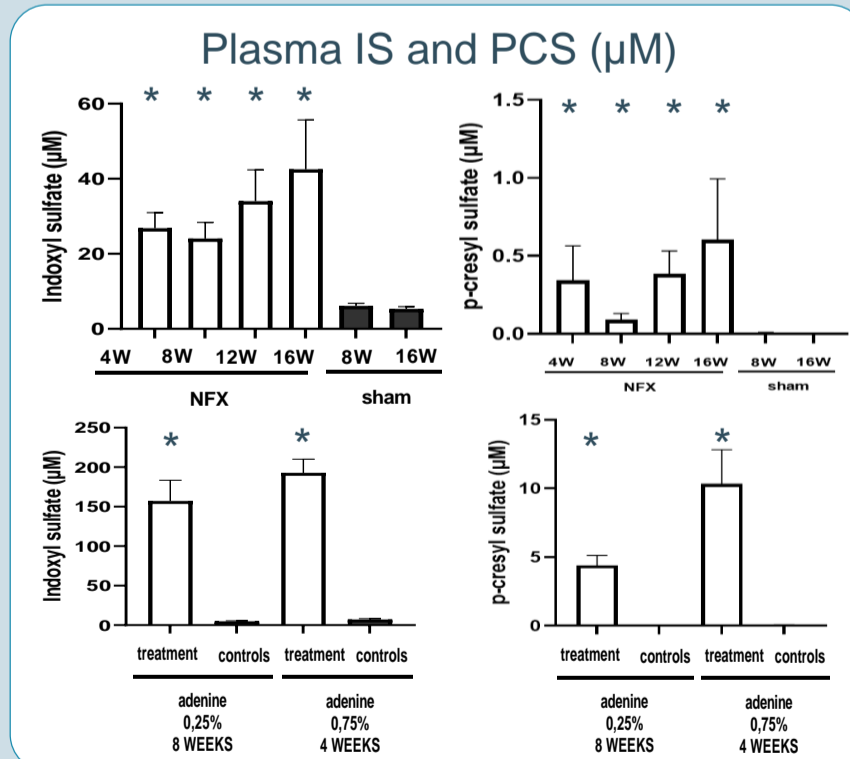 Plasma IS and PCS (µM)
* * * *
Indoxyl sulfate (µM)
60
40
20
0
4W 8W 12W 16W 8W 16W
NFX sham
* * * *
p-cresyl sulfate (µM)
1.5
1.0
0.5
0.0
4W 8W 12W 16W 8W 16W
NFX sham
* *
Indoxyl sulfate (µM)
250
200
150
100
50
0
treatment controls treatment controls
adenine adenine
0,25% 0,75%
8 WEEKS 4 WEEKS
* *
p-cresyl sulfate (µM)
15
10
5
0
treatment controls treatment controls
adenine adenine
0,25% 0,75%
8 WEEKS 4 WEEKS